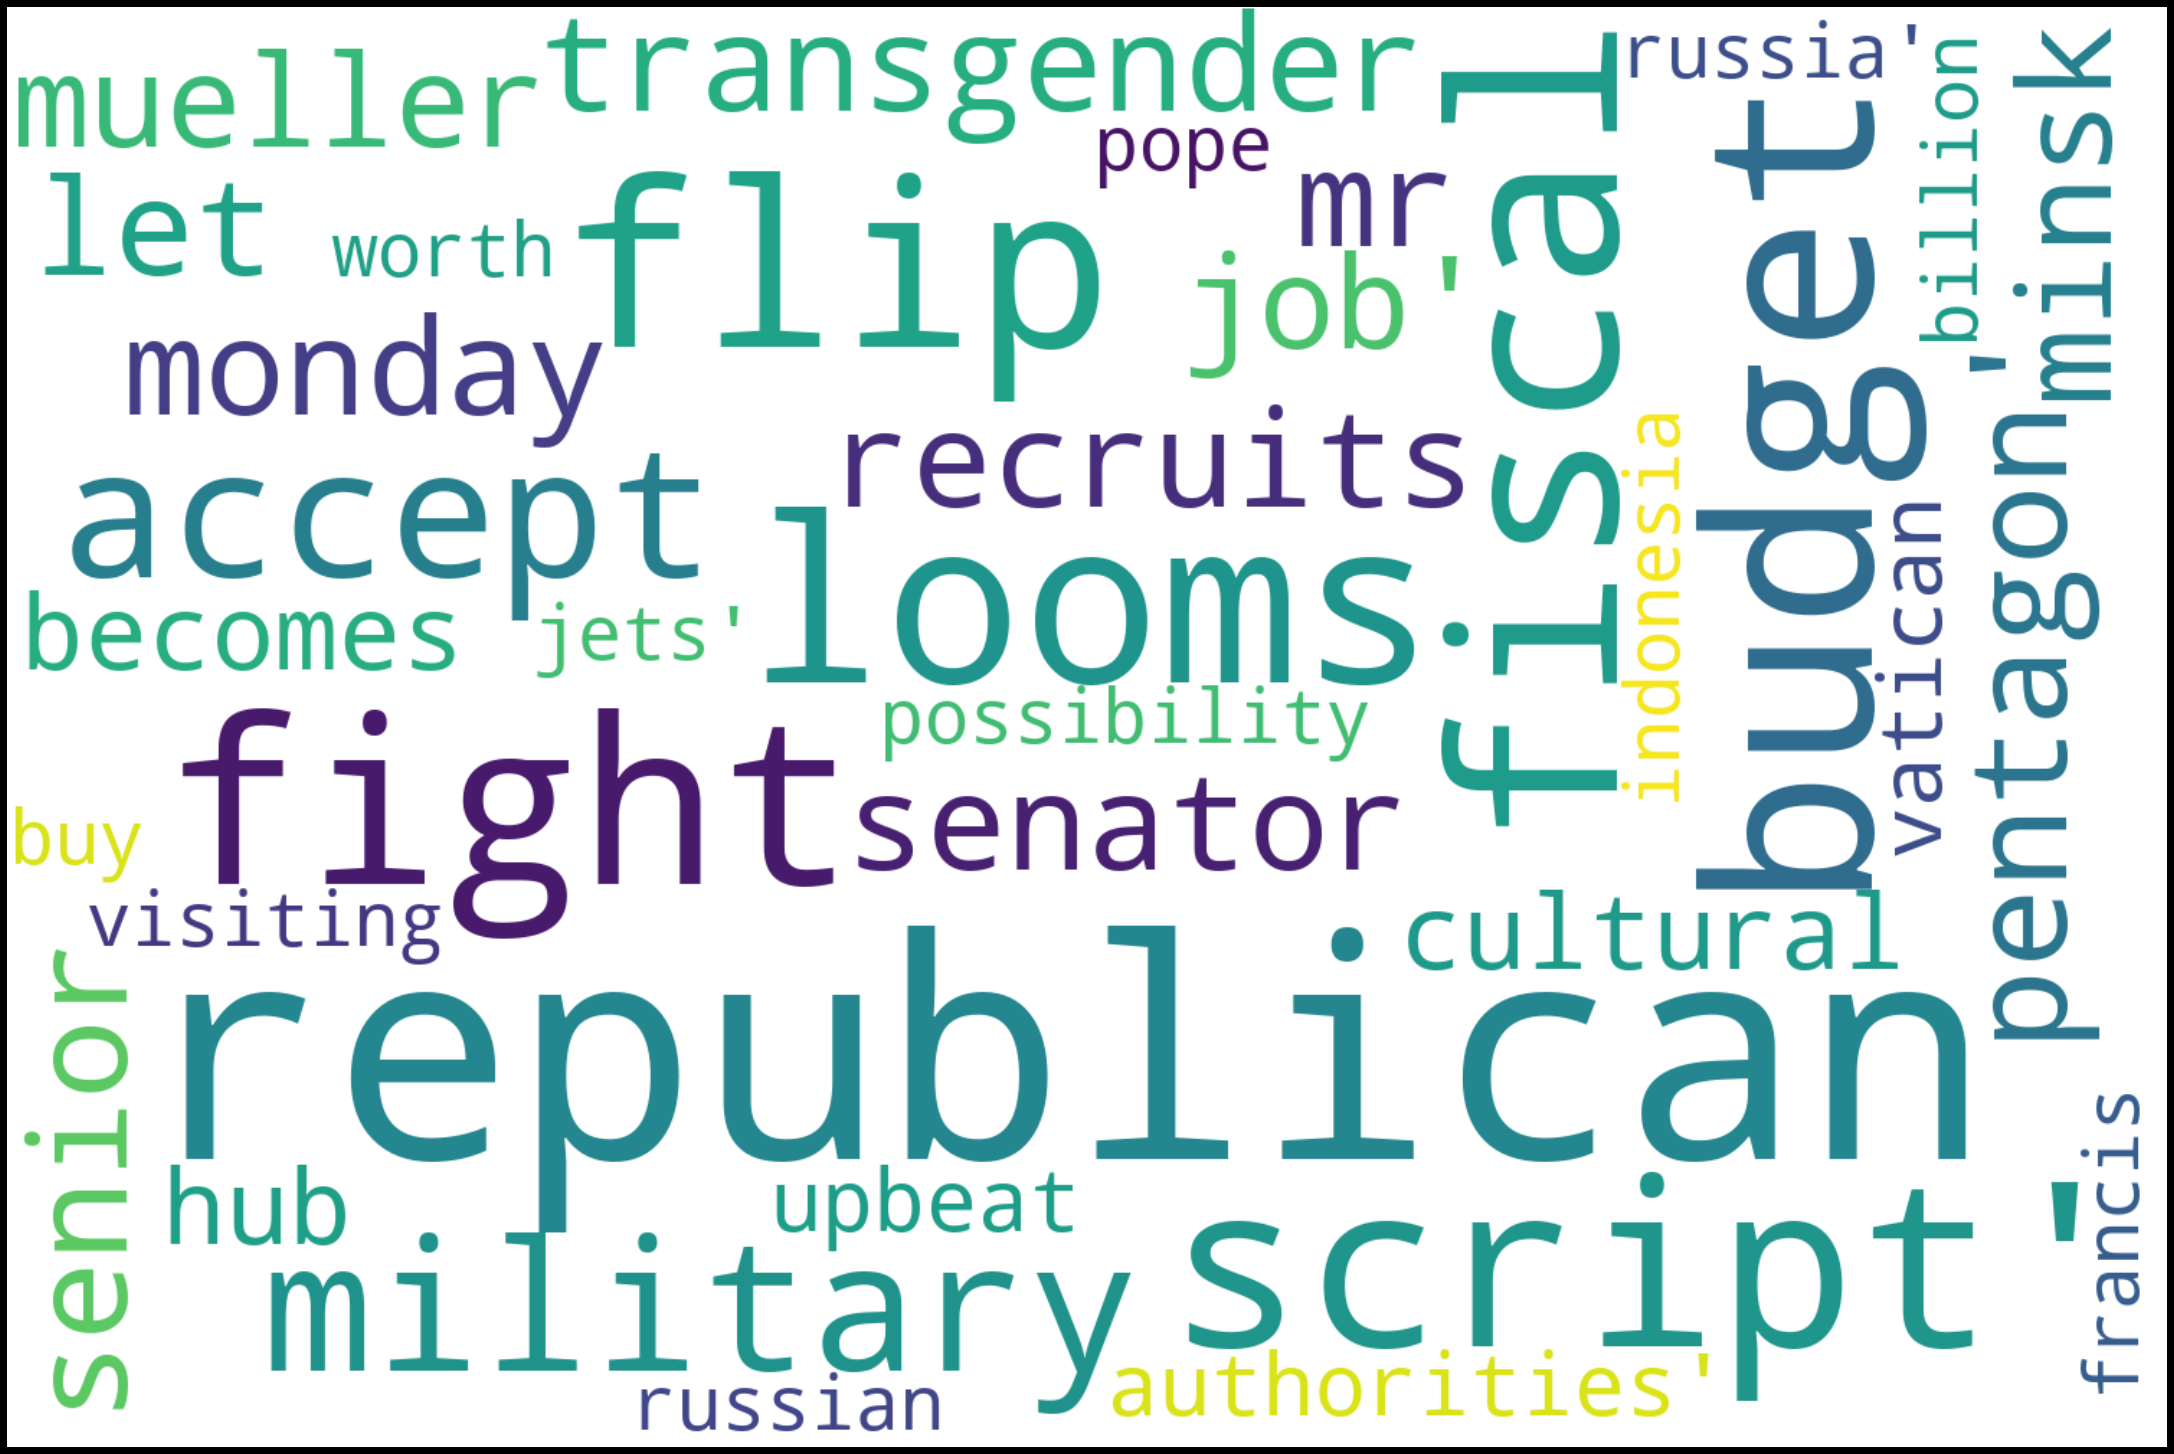 transgender
russia'
mueller
fiscal
billion
minsk
pope
budget
mr
let
worth
flip
job'
monday
recruits
indonesia
pentagon'
accept
looms
vatican
becomes
jets'
possibility
fight
senator
buy
visiting
cultural
senior
republican
francis
hub
upbeat
script'
military
authorities'
russian